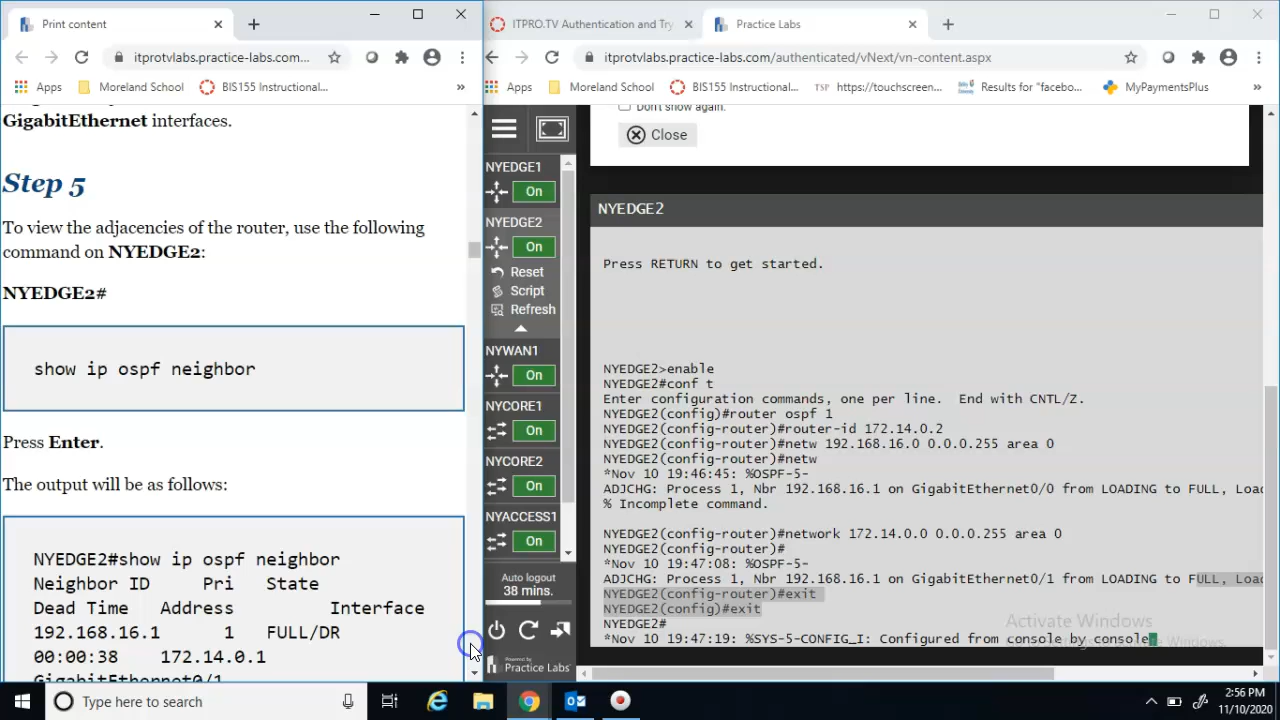 Print content
itprotvlabs.practice-labs.com...
Apps
Moreland School
BIS155 Instructional...
»
GigabitEthernet interfaces.
Step 5
To view the adjacencies of the router, use the following
command on NYEDGE2:
NYEDGE2#
show ip ospf neighbor
Press Enter.
The output will be as follows:
NYEDGE2#show ip ospf neighbor
Neighbor ID Pri State
Dead Time Address Interface
192.168.16.1 1 FULL/DR
00:00:38 172.14.0.1
GigabitEthernet0/1
ITPRO.TV Authentication and Try
Practice Labs
itprotvlabs.practice-labs.com/authenticated/vNext/vn-content.aspx
Apps
Moreland School
BIS155 Instructional...
TSP
https://touchscreen...
Results for "facebo...
MyPaymentsPlus
»
Don't show again.
Close
NYEDGE1
On
NYEDGE2
On
Reset
Script
Refresh
NYWAN1
On
NYCORE1
On
NYCORE2
On
NYACCESS1
On
Auto logout
38 mins.
Powered by
Practice Labs
NYEDGE2
Press RETURN to get started.
NYEDGE2>enable
NYEDGE2#conf t
Enter configuration commands, one per line. End with CNTL/Z.
NYEDGE2(config)#router ospf 1
NYEDGE2(config-router)#router-id 172.14.0.2
NYEDGE2(config-router)#netw 192.168.16.0 0.0.0.255 area 0
NYEDGE2(config-router)#netw
*Nov 10 19:46:45: %OSPF-5-
ADJCHG: Process 1, Nbr 192.168.16.1 on GigabitEthernet0/0 from LOADING to FULL, Load
% Incomplete command.
NYEDGE2(config-router)#network 172.14.0.0 0.0.0.255 area 0
NYEDGE2(config-router)#
*Nov 10 19:47:08: %OSPF-5-
ADJCHG: Process 1, Nbr 192.168.16.1 on GigabitEthernet0/1 from LOADING to FULL, Load
NYEDGE2(config-router)#exit
NYEDGE2(config)#exit
NYEDGE2#
*Nov 10 19:47:19: %SYS-5-CONFIG_I: Configured from console by console
Activate Windows
Windows.
Type here to search
2:56 PM
11/10/2020